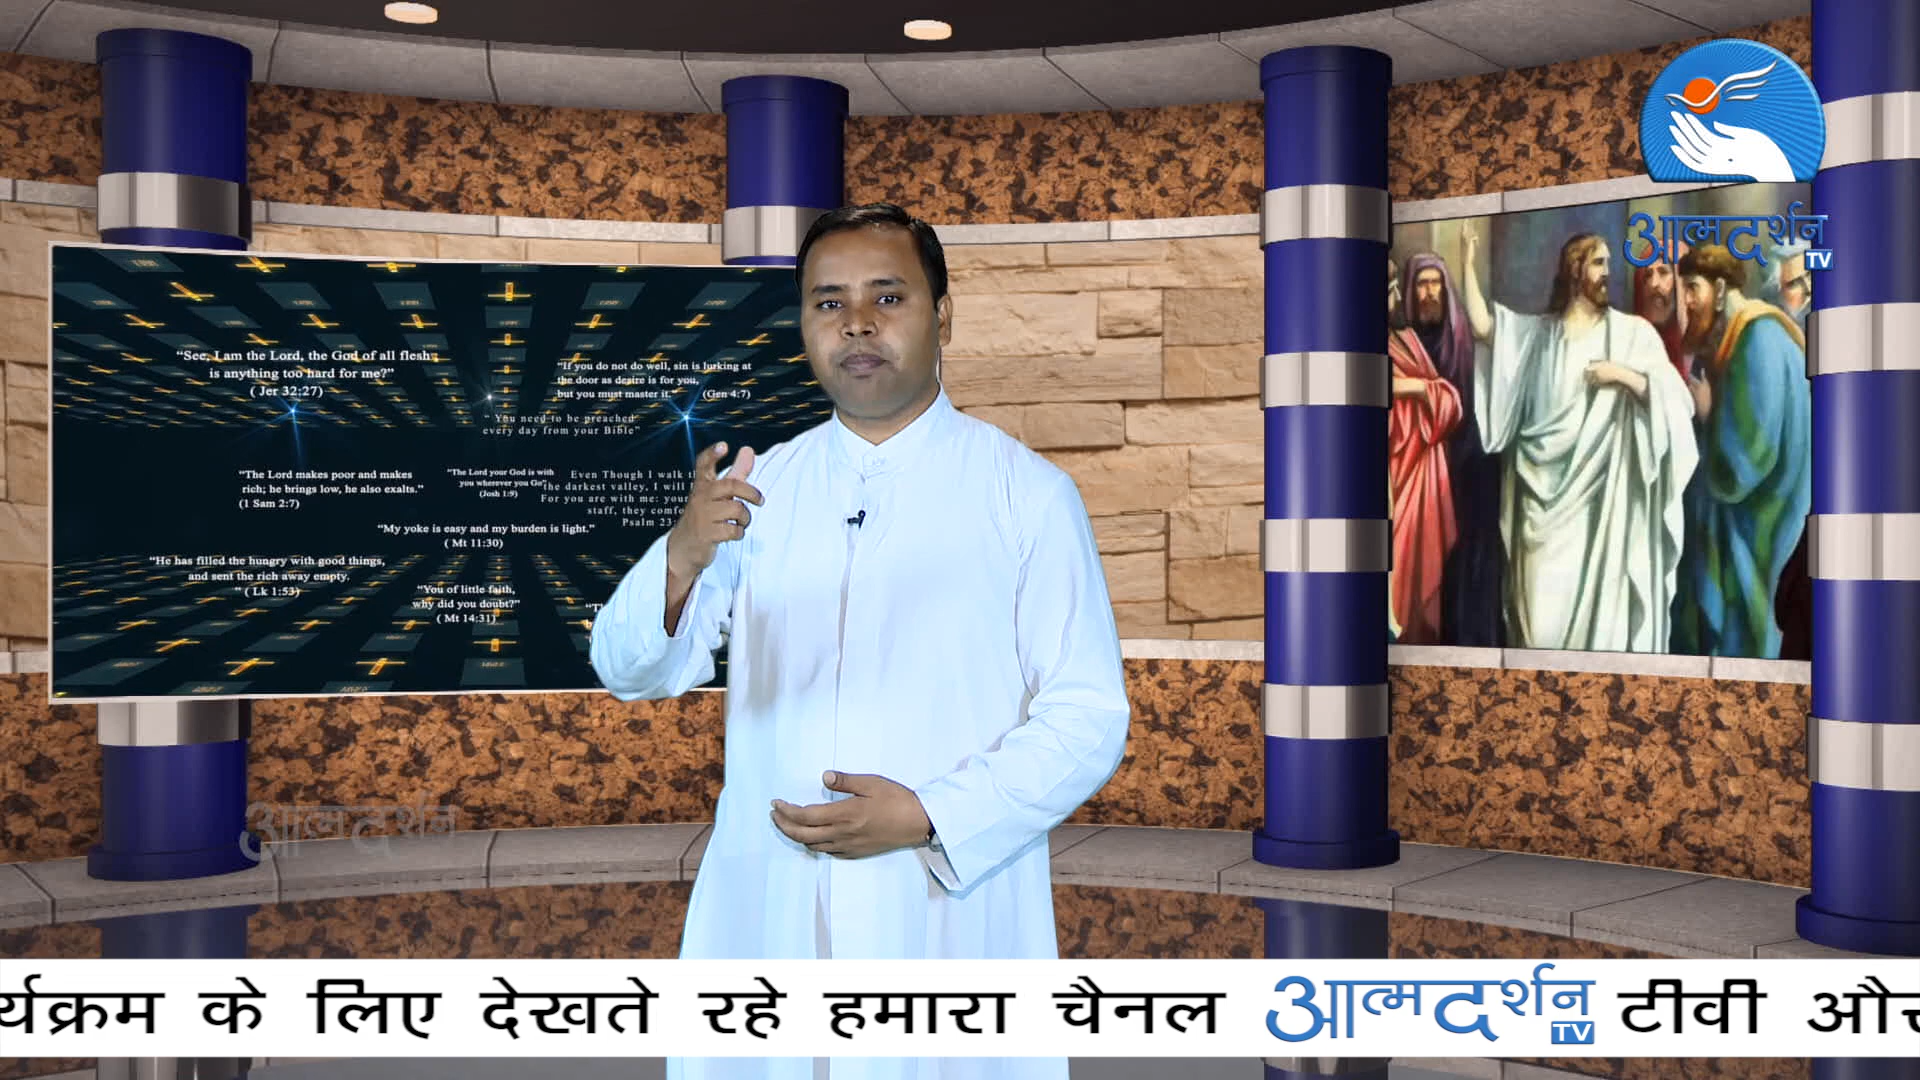 आत्मदर्शन
TV
"See, I am the Lord, the God of all flesh;
is anything too hard for me?"
( Jer 32:27)
"If you do not do well, sin is lurking at
the door as desire is for you,
but you must master it." (Gen 4:7)
" You need to be preached
every day from your Bible"
"The Lord makes poor and makes
rich; he brings low, he also exalts."
(1 Sam 2:7)
"The Lord your God is with
you wherever you Go"
(Josh 1:9)
Even Though I walk
the darkest valley, I will
For you are with me: your
staff, they
Psalm 23:
"My yoke is easy and my burden is light."
( Mt 11:30)
"He has filled the hungry with good things,
and sent the rich away empty.
" ( Lk 1:53)
"You of little faith,
why did you doubt?"
( Mt 14:31)
आत्मदर्शन
के लिए देखते रहे हमारा चैनल आत्मदर्शन TV टीवी